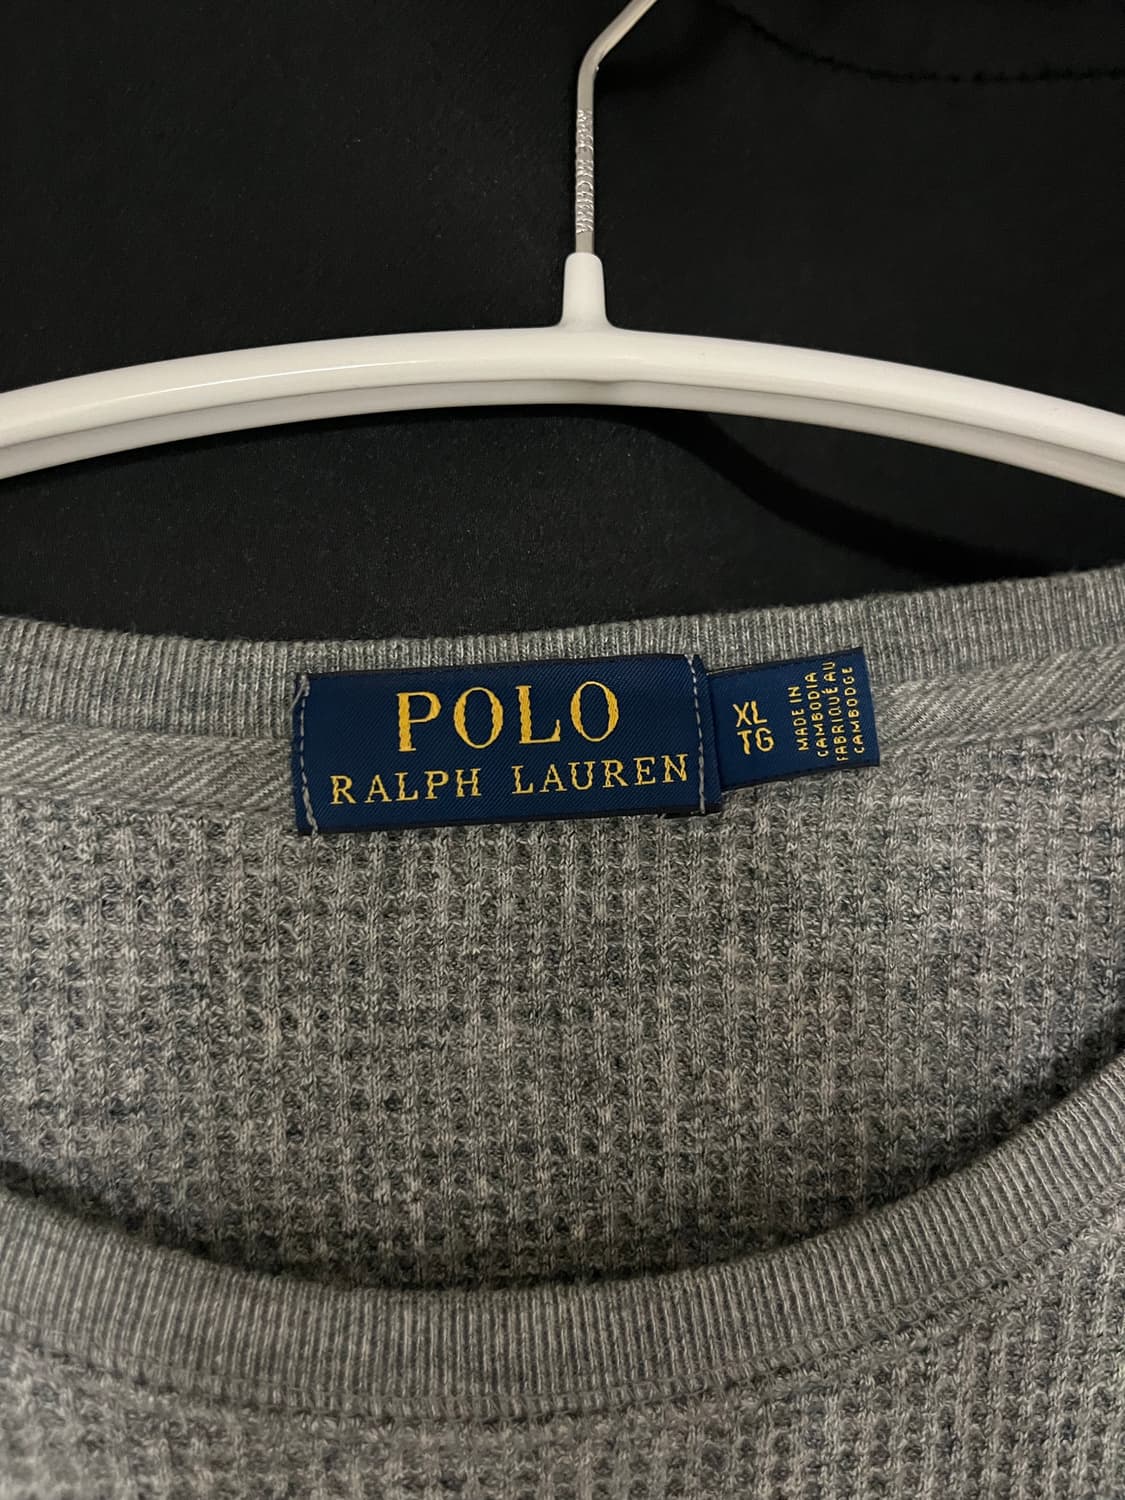 POLO
RALPH LAUREN
XL
TG
MADE IN
CAMBODIA
FABRIQUÉ AU
CAMBODGE